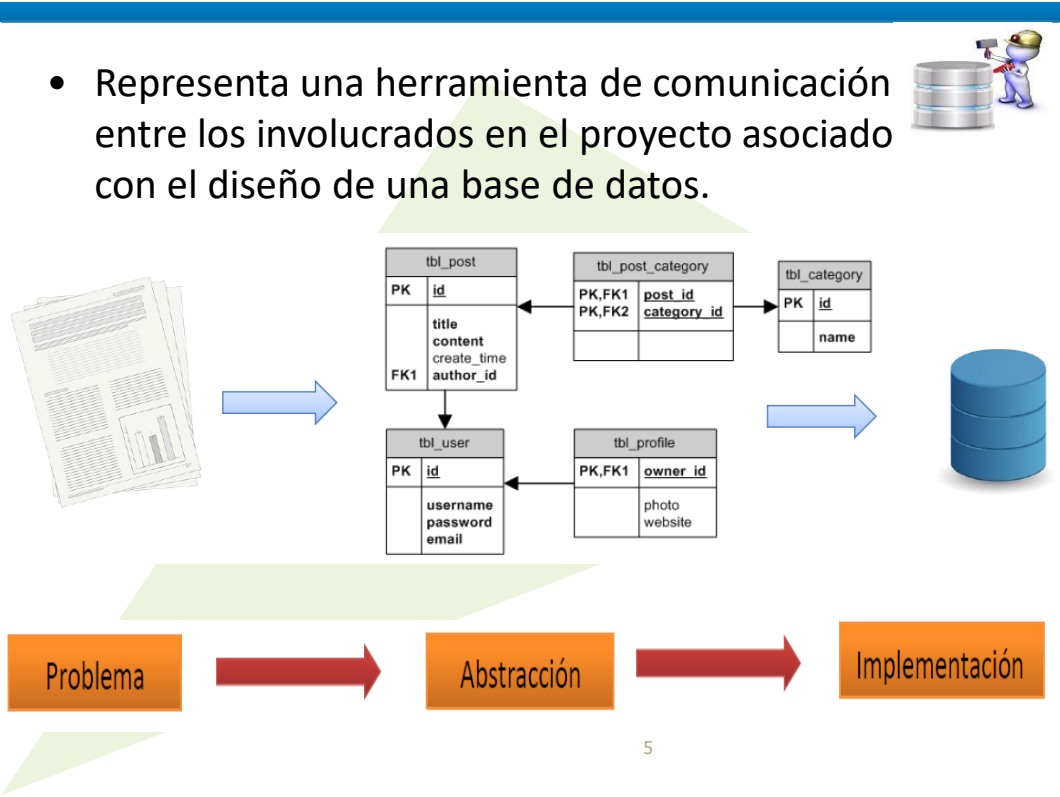 • Representa una herramienta de comunicación
entre los involucrados en el proyecto asociado
con el diseño de una base de datos.
tbl_post
PK id
title
content
create_time
FK1 author_id
tbl_post_category
PK,FK1 post_id
PK,FK2 category_id
tbl_category
PK id
name
tbl_user
PK id
username
password
email
tbl_profile
PK,FK1 owner_id
photo
website
Problema
Abstracción
Implementación
5